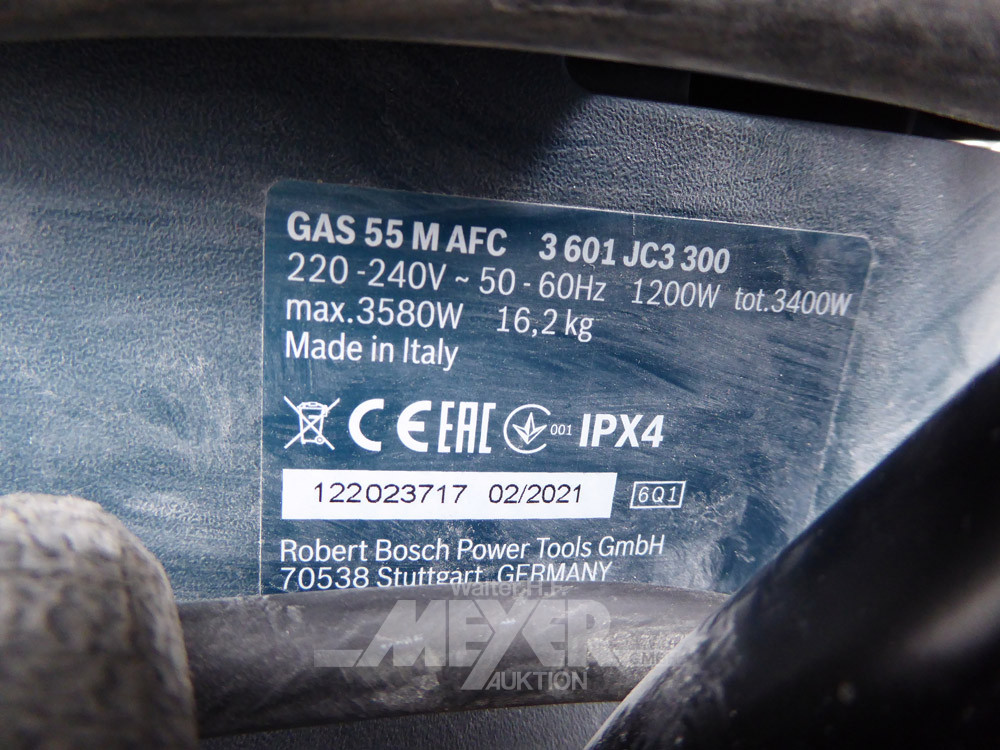 GAS 55 M AFC 3 601 JC3 300
220 -240V ~ 50 - 60Hz 1200W tot.3400W
max.3580W 16,2 kg
Made in Italy
CE EAC 001 IPX4
122023717 02/2021 6Q1
Robert Bosch Power Tools GmbH
70538 Stuttgart, GERMANY
Walter H.F.
MEYER
AUKTION